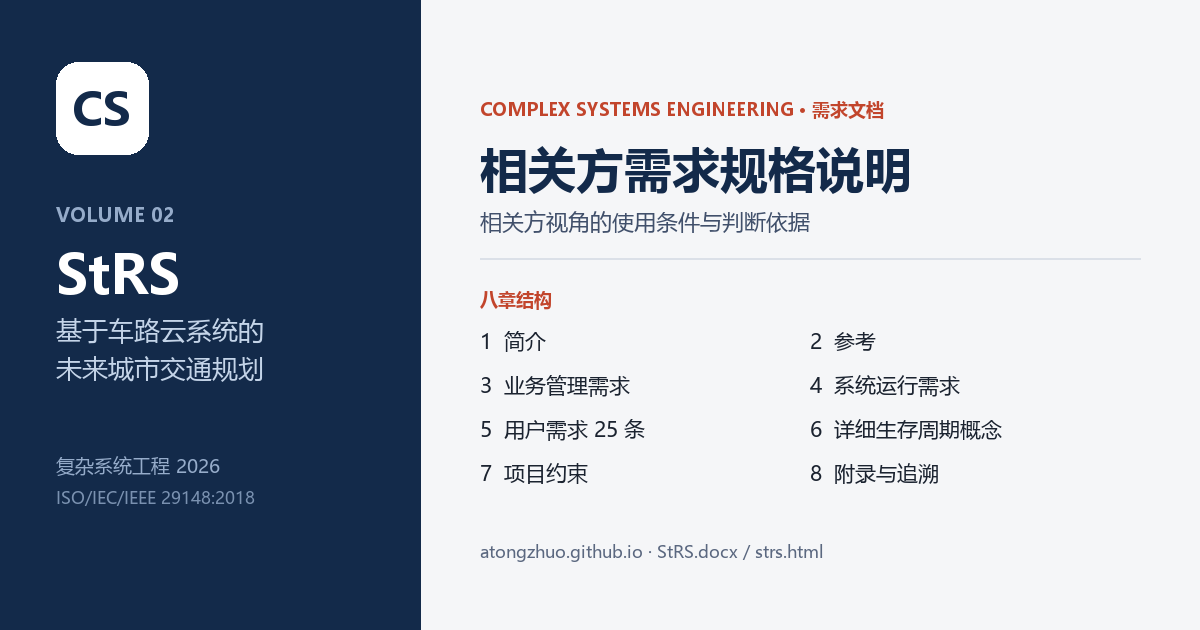 CS
VOLUME 02
StRS
基于车路云系统的
未来城市交通规划
复杂系统工程 2026
ISO/IEC/IEEE 29148:2018
COMPLEX SYSTEMS ENGINEERING • 需求文档
相关方需求规格说明
相关方视角的使用条件与判断依据
八章结构
1 简介
2 参考
3 业务管理需求
4 系统运行需求
5 用户需求 25 条
6 详细生存周期概念
7 项目约束
8 附录与追溯
atongzhuo.github.io · StRS.docx / strs.html